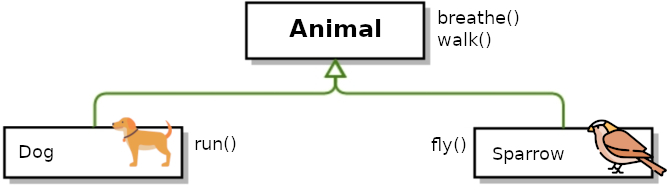 Animal
breathe()
walk()
Dog
run()
fly()
Sparrow